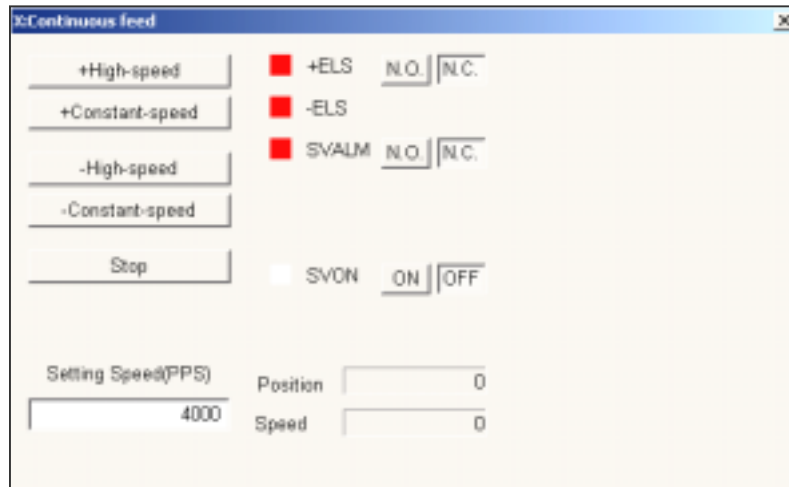 X:Continuous feed
+High-speed
+ELS N.O. N.C.
+Constant-speed
-ELS
SVALM N.O. N.C.
-High-speed
-Constant-speed
Stop
SVON ON OFF
Setting Speed(PPS)
Position 0
4000
Speed 0